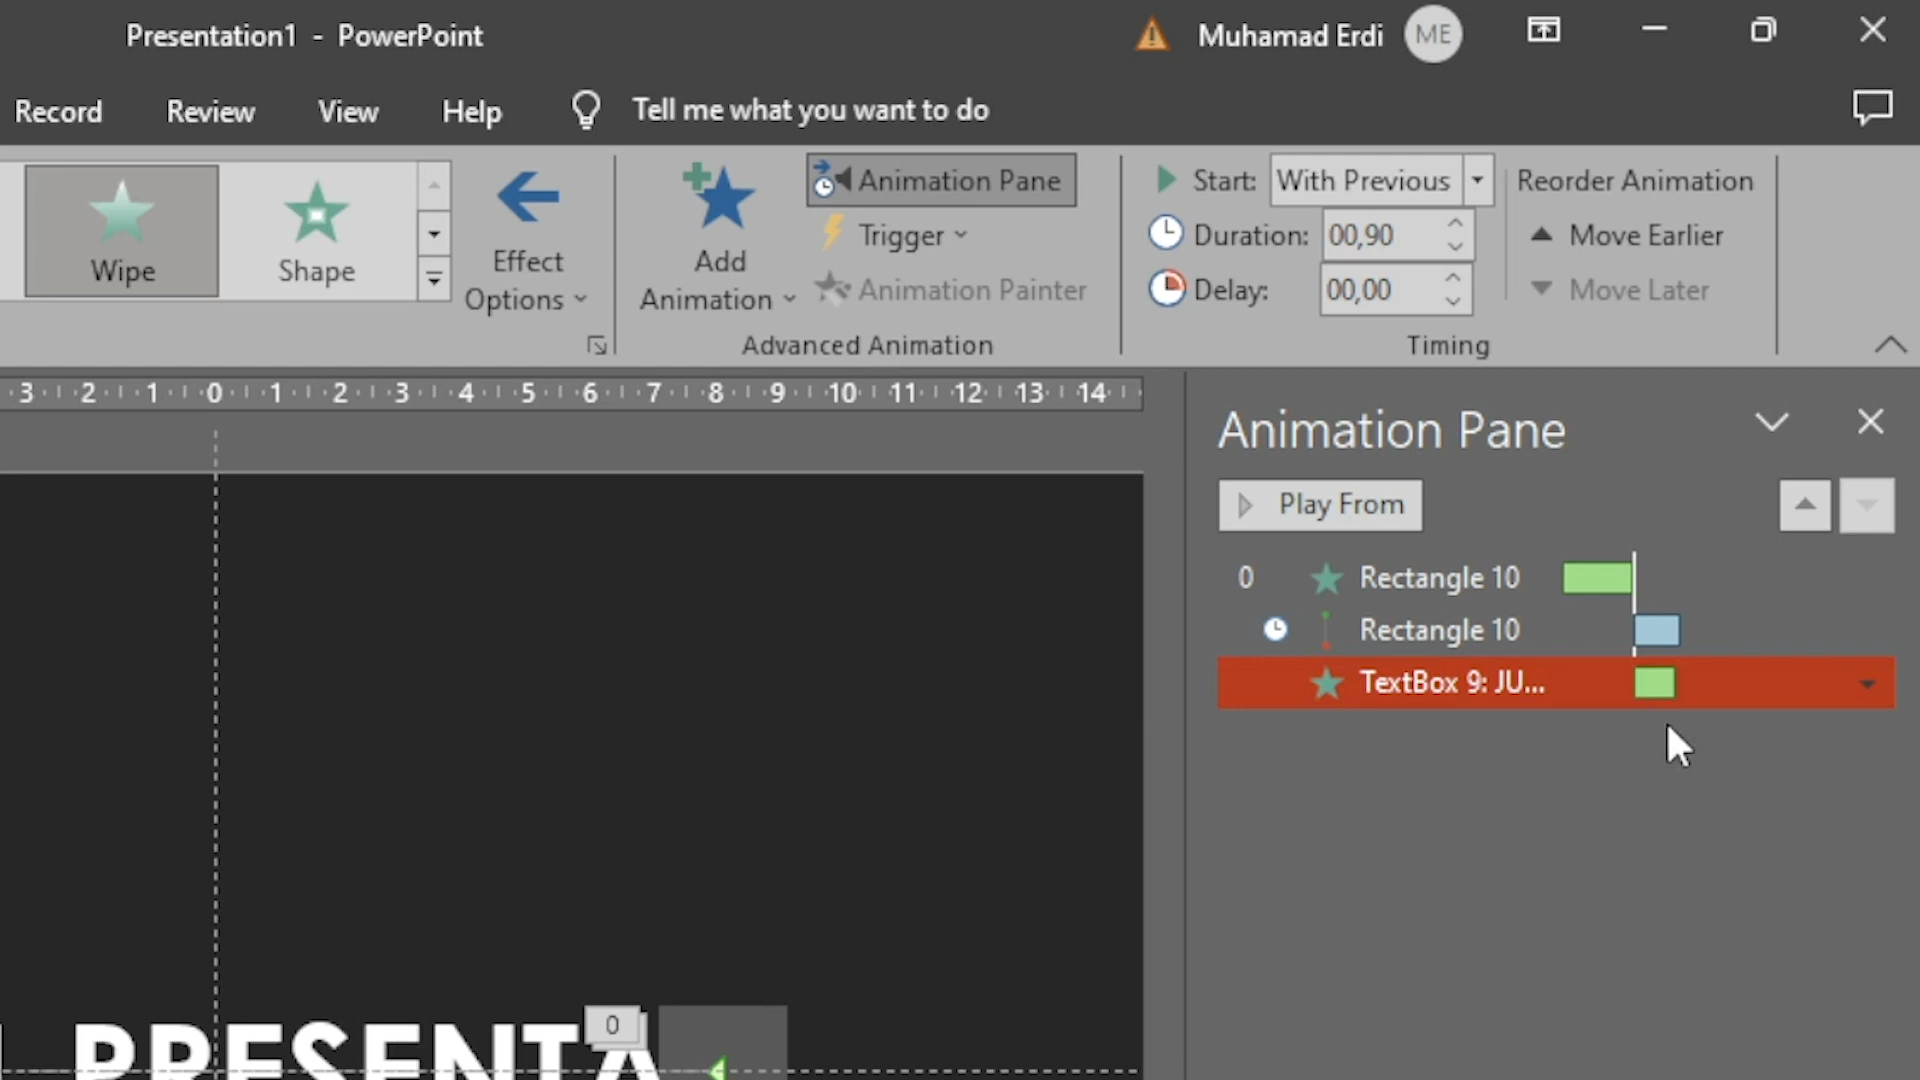 Presentation1 - PowerPoint
Muhamad Erdi ME
Record Review View Help Tell me what you want to do
Wipe
Shape
Effect
Options
Add
Animation
Animation Pane
Trigger
Animation Painter
Advanced Animation
Start: With Previous
Duration: 00,90
Delay: 00,00
Reorder Animation
Move Earlier
Move Later
Timing
3 2 1 0 1 2 3 4 5 6 7 8 9 10 11 12 13 14
Animation Pane
Play From
0 Rectangle 10
Rectangle 10
TextBox 9: JU...
0
PRESENTA